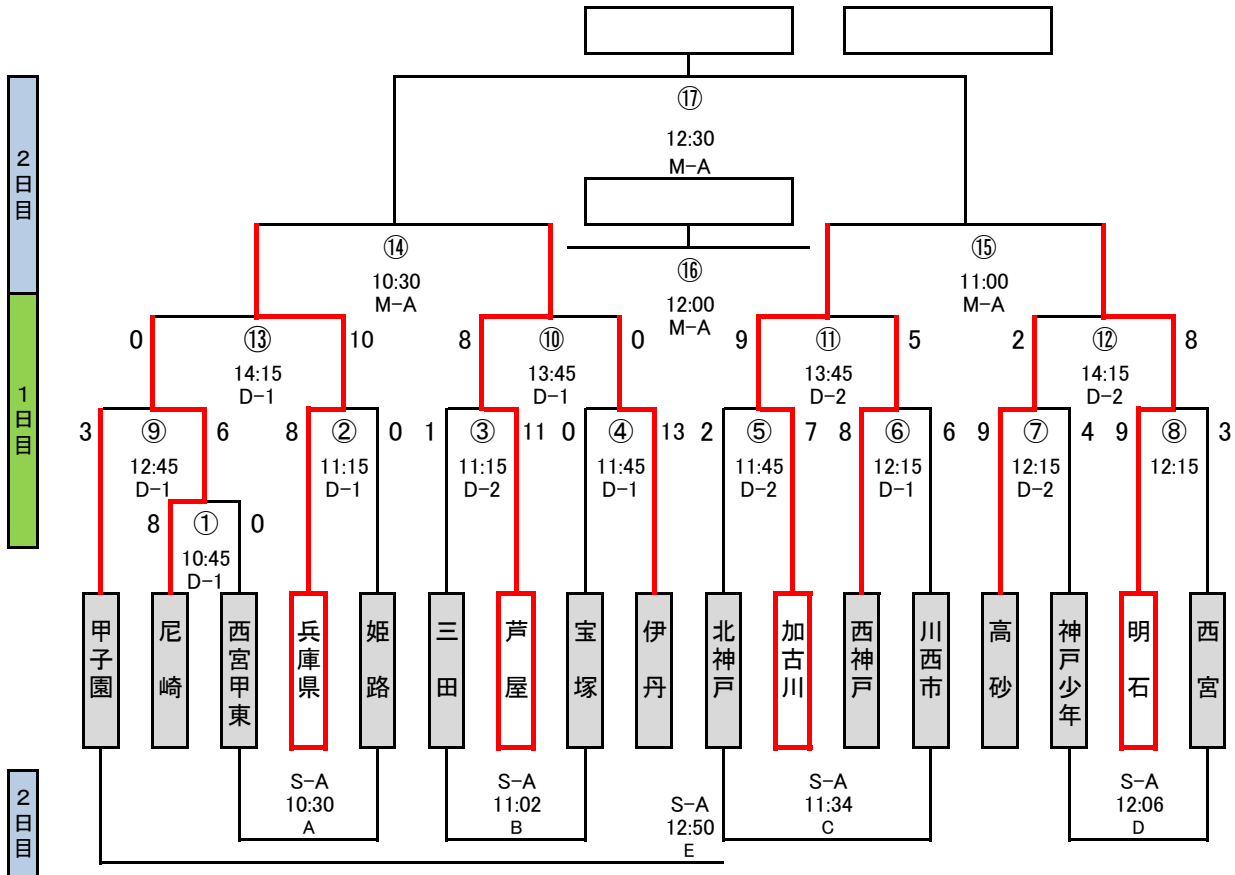 2日目
⑰
12:30
M-A
⑭
10:30
M-A
⑯
12:00
M-A
⑮
11:00
M-A
1日目
0
⑬
10
14:15
D-1
8
⑩
0
13:45
D-1
9
⑪
5
13:45
D-2
2
⑫
8
14:15
D-2
3
⑨
6
12:45
D-1
8
②
0
11:15
D-1
1
③
11
11:15
D-2
0
④
13
11:45
D-1
2
⑤
7
11:45
D-2
8
⑥
6
12:15
D-1
9
⑦
4
12:15
D-2
9
⑧
3
12:15
8
①
0
10:45
D-1
甲子園
尼崎
西宮甲東
兵庫県
姫路
三田
芦屋
宝塚
伊丹
北神戸
加古川
西神戸
川西市
高砂
神戸少年
明石
西宮
2日目
S-A
10:30
A
S-A
11:02
B
S-A
12:50
E
S-A
11:34
C
S-A
12:06
D